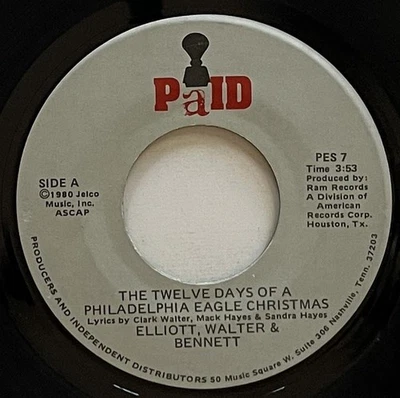 PaID
SIDE A
©1980 Jelco
Music, Inc.
ASCAP
PES 7
Time 3:53
Produced by:
Ram Records
A Division of
American
Records Corp.
Houston, Tx.
THE TWELVE DAYS OF A
PHILADELPHIA EAGLE CHRISTMAS
Lyrics by Clark Walter, Mack Hayes & Sandra Hayes
ELLIOTT, WALTER &
BENNETT
PRODUCERS AND INDEPENDENT DISTRIBUTORS 50 Music Square W. Suite 306 Nashville, Tenn. 37203